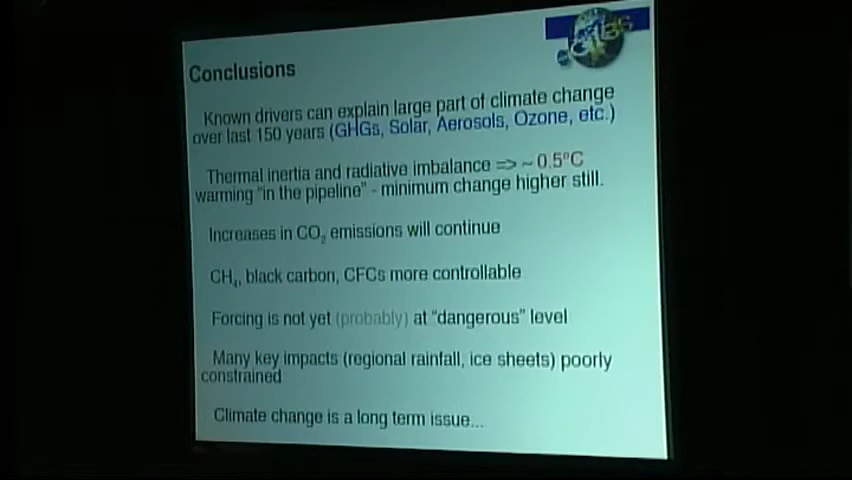 Conclusions
Known drivers can explain large part of climate change
over last 150 years (GHGs, Solar, Aerosols, Ozone, etc.)
Thermal inertia and radiative imbalance => ~ 0.5°C
warming "in the pipeline" - minimum change higher still.
Increases in CO₂ emissions will continue
CH₄, black carbon, CFCs more controllable
Forcing is not yet (probably) at "dangerous" level
Many key impacts (regional rainfall, ice sheets) poorly
constrained
Climate change is a long term issue...